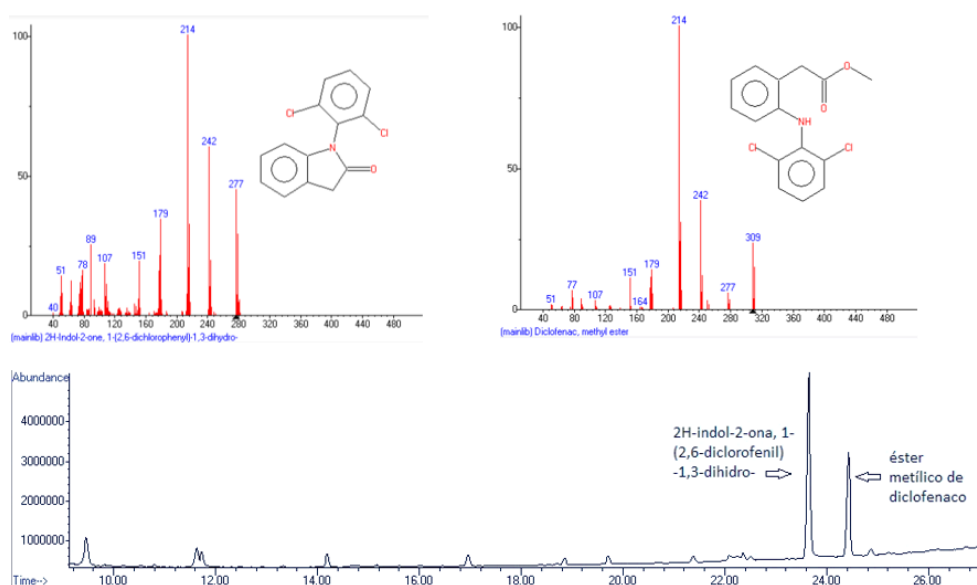 100
50
0
40
51
78
89
107
151
179
214
242
277
Cl
Cl
N
O
40 80 120 160 200 240 280 320 360 400 440 480
(mainlib) 2H-Indol-2-one, 1-(2,6-dichlorophenyl)-1,3-dihydro-
100
50
0
51
77
107
151
164
179
214
242
277
309
O
O
NH
Cl
Cl
40 80 120 160 200 240 280 320 360 400 440 480
(mainlib) Diclofenac, methyl ester
Abundance
4000000
3000000
2000000
1000000
Time-->
10.00 12.00 14.00 16.00 18.00 20.00 22.00 24.00 26.00
2H-indol-2-ona, 1-
(2,6-diclorofenil)
-1,3-dihidro-
éster
metílico de
diclofenaco